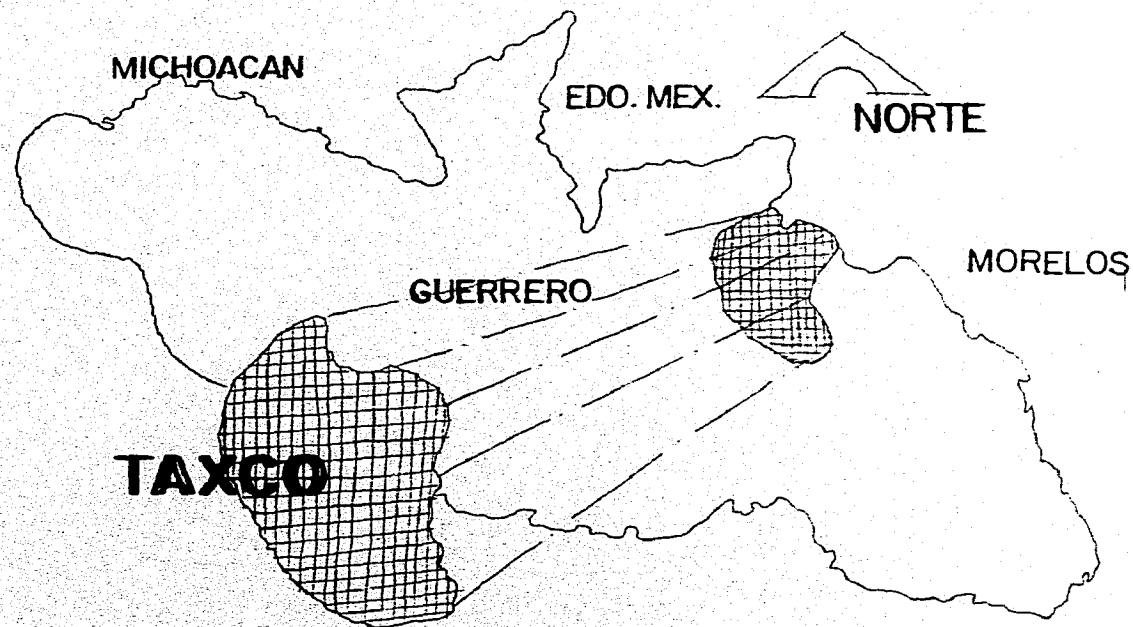 MICHOACAN
EDO. MEX.
NORTE
MORELOS
GUERRERO
TAXCO